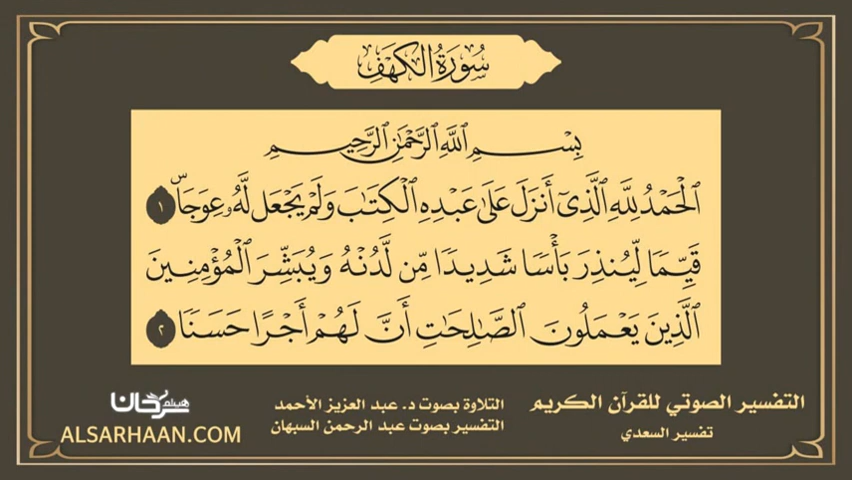 سُورَةُ الكَهْفِ
بِسْمِ ٱللَّهِ ٱلرَّحْمَٰنِ ٱلرَّحِيمِ
ٱلْحَمْدُ لِلَّهِ ٱلَّذِىٓ أَنزَلَ عَلَىٰ عَبْدِهِ ٱلْكِتَٰبَ وَلَمْ يَجْعَل لَّهُۥ عِوَجَاۜ ١
قَيِّمًا لِّيُنذِرَ بَأْسًا شَدِيدًا مِّن لَّدُنْهُ وَيُبَشِّرَ ٱلْمُؤْمِنِينَ
ٱلَّذِينَ يَعْمَلُونَ ٱلصَّٰلِحَٰتِ أَنَّ لَهُمْ أَجْرًا حَسَنًا ٢
التفسير الصوتي للقرآن الكريم
تفسير السعدي
التلاوة بصوت د. عبد العزيز الأحمد
التفسير بصوت عبد الرحمن السبهان
هيثم سرحان
ALSARHAAN.COM